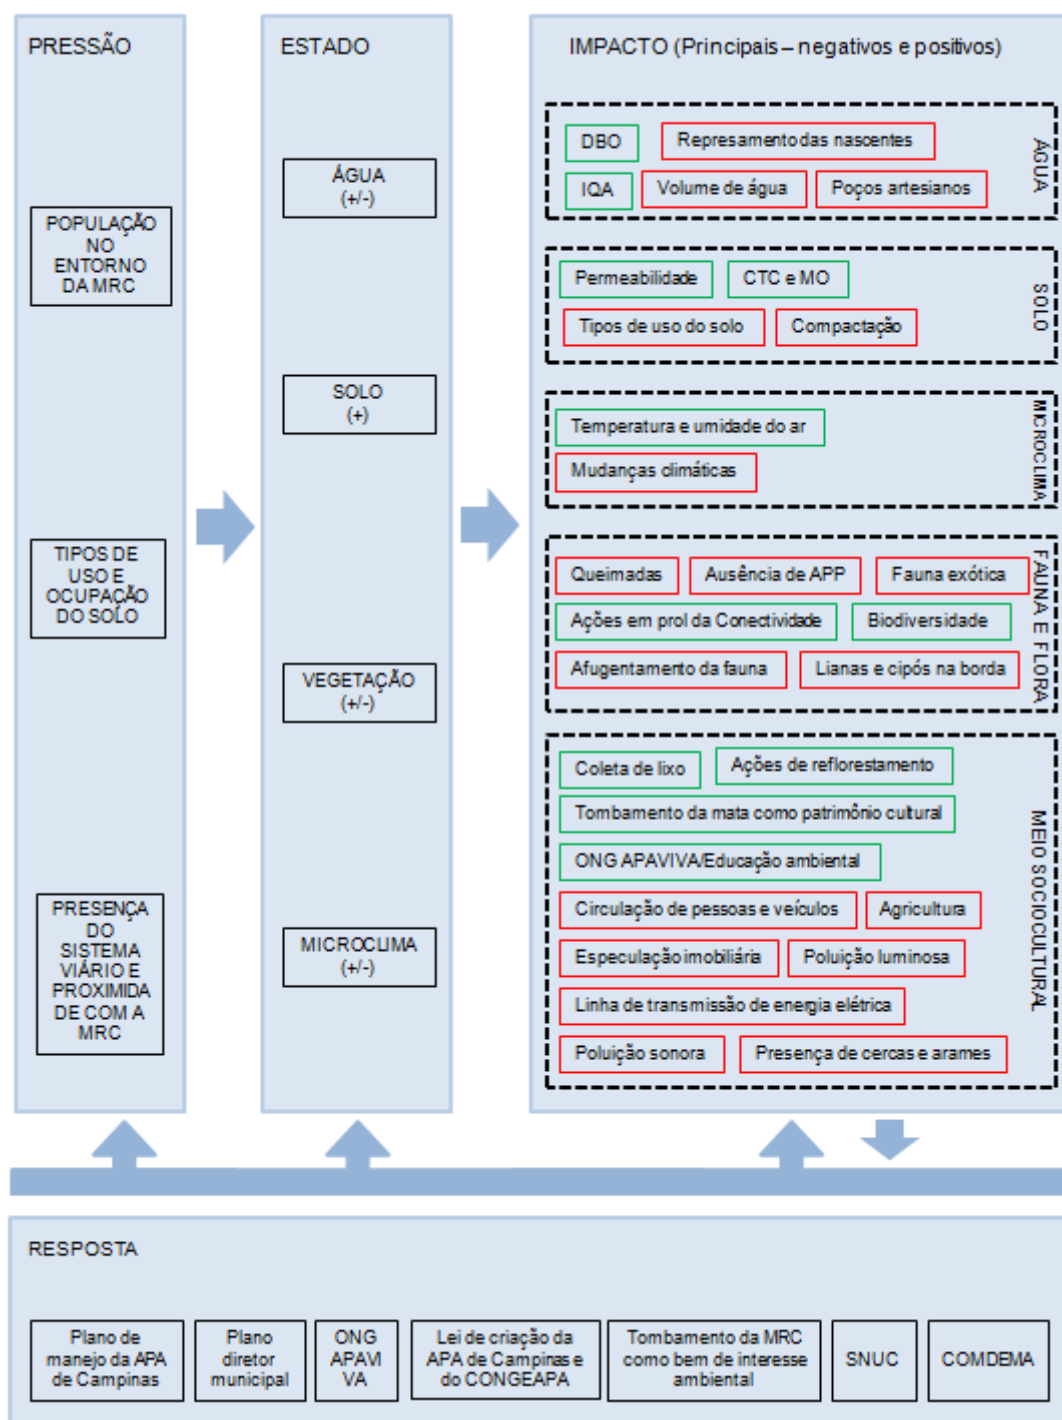 PRESSÃO
POPULAÇÃO
NO
ENTORNO
DA MRC
TIPOS DE
USO E
OCUPAÇÃO
DO SOLO
PRESENÇA
DO
SISTEMA
VIÁRIO E
PROXIMIDA
DE COM A
MRC
ESTADO
ÁGUA
(+/-)
SOLO
(+)
VEGETAÇÃO
(+/-)
MICROCLIMA
(+/-)
IMPACTO (Principais – negativos e positivos)
DBO
Represamento das nascentes
IQA
Volume de água
Poços artesianos
ÁGUA
Permeabilidade
CTC e MO
Tipos de uso do solo
Compactação
SOLO
Temperatura e umidade do ar
Mudanças climáticas
MICROCLIMA
Queimadas
Ausência de APP
Fauna exótica
Ações em prol da Conectividade
Biodiversidade
Afugentamento da fauna
Lianas e cipós na borda
FAUNA E FLORA
Coleta de lixo
Ações de reflorestamento
Tombamento da mata como patrimônio cultural
ONG APAVIVA/Educação ambiental
Circulação de pessoas e veículos
Agricultura
Especulação imobiliária
Poluição luminosa
Linha de transmissão de energia elétrica
Poluição sonora
Presença de cercas e arames
MEIO SOCIOCULTURAL
RESPOSTA
Plano de
manejo da APA
de Campinas
Plano
diretor
municipal
ONG
APAVI
VA
Lei de criação da
APA de Campinas e
do CONGEAPA
Tombamento da MRC
como bem de interesse
ambiental
SNUC
COMDEMA